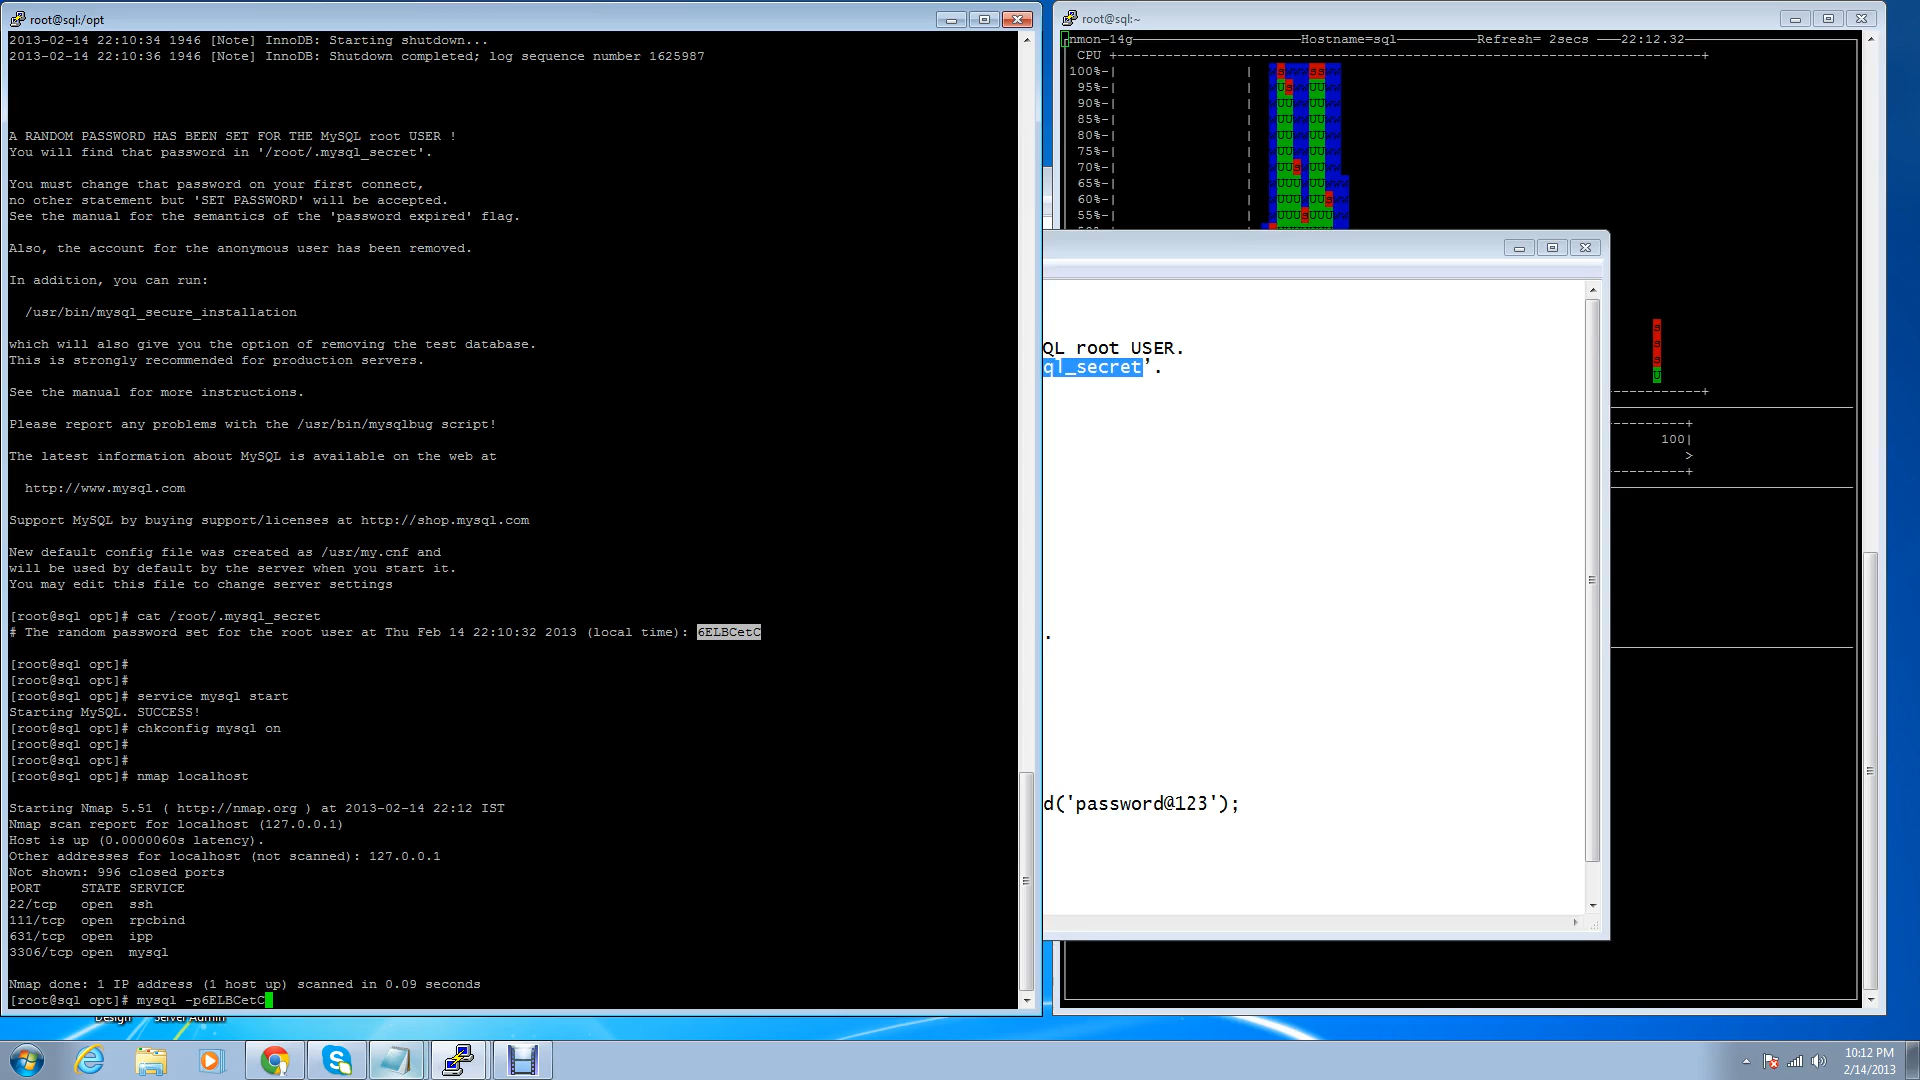 root@sql:/opt
2013-02-14 22:10:34 1946 [Note] InnoDB: Starting shutdown...
2013-02-14 22:10:36 1946 [Note] InnoDB: Shutdown completed; log sequence number 1625987
A RANDOM PASSWORD HAS BEEN SET FOR THE MySQL root USER !
You will find that password in '/root/.mysql_secret'.
You must change that password on your first connect,
no other statement but 'SET PASSWORD' will be accepted.
See the manual for the semantics of the 'password expired' flag.
Also, the account for the anonymous user has been removed.
In addition, you can run:
/usr/bin/mysql_secure_installation
which will also give you the option of removing the test database.
This is strongly recommended for production servers.
See the manual for more instructions.
Please report any problems with the /usr/bin/mysqlbug script!
The latest information about MySQL is available on the web at
http://www.mysql.com
Support MySQL by buying support/licenses at http://shop.mysql.com
New default config file was created as /usr/my.cnf and
will be used by default by the server when you start it.
You may edit this file to change server settings
[root@sql opt]# cat /root/.mysql_secret
# The random password set for the root user at Thu Feb 14 22:10:32 2013 (local time): 6ELBCetC
[root@sql opt]#
[root@sql opt]#
[root@sql opt]# service mysql start
Starting MySQL. SUCCESS!
[root@sql opt]# chkconfig mysql on
[root@sql opt]#
[root@sql opt]#
[root@sql opt]# nmap localhost
Starting Nmap 5.51 ( http://nmap.org ) at 2013-02-14 22:12 IST
Nmap scan report for localhost (127.0.0.1)
Host is up (0.0000060s latency).
Other addresses for localhost (not scanned): 127.0.0.1
Not shown: 996 closed ports
PORT STATE SERVICE
22/tcp open ssh
111/tcp open rpcbind
631/tcp open ipp
3306/tcp open mysql
Nmap done: 1 IP address (1 host up) scanned in 0.09 seconds
[root@sql opt]# mysql -p6ELBCetC
root@sql:~
nmon-14g Hostname=sql Refresh= 2secs 22:12.32
CPU
100%-|
95%-|
90%-|
85%-|
80%-|
75%-|
70%-|
65%-|
60%-|
55%-|
100|
>
QL root USER.
ql_secret'.
.
d('password@123');
Design Server Admin
10:12 PM
2/14/2013